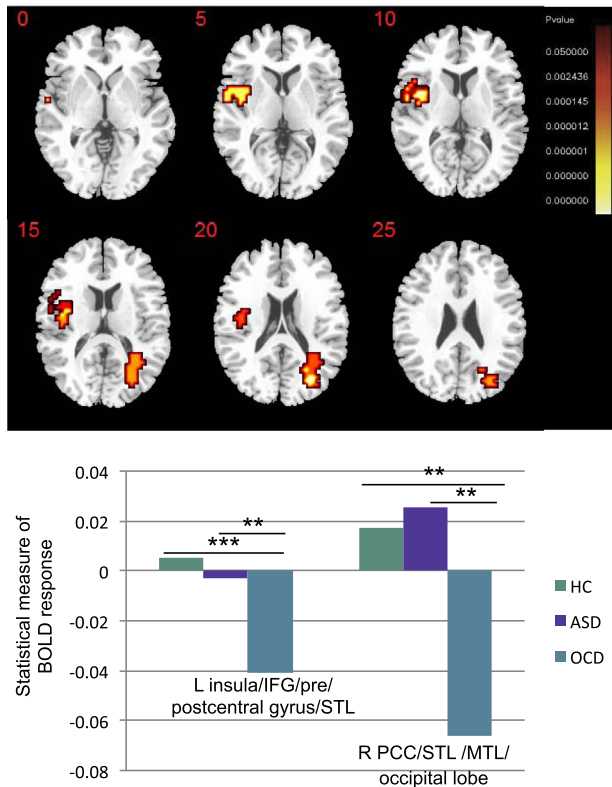 0
5
10
Pvalue
0.050000
0.002436
0.000145
0.000012
0.000001
0.000000
0.000000
15
20
25
0.04
0.02
0
-0.02
-0.04
-0.06
-0.08
Statistical measure of
BOLD response
**
***
**
**
L insula/IFG/pre/
postcentral gyrus/STL
R PCC/STL /MTL/
occipital lobe
HC
ASD
OCD